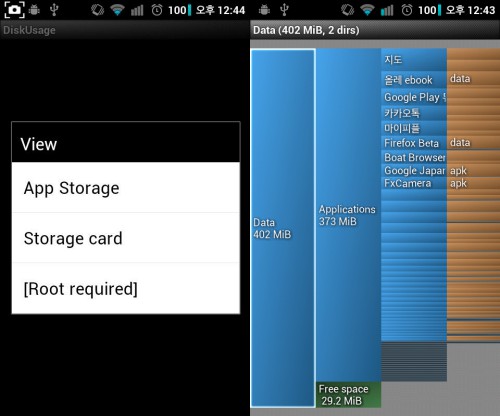 100 오후 12:44
DiskUsage
View
App Storage
Storage card
[Root required]
100 오후 12:43
Data (402 MiB, 2 dirs)
Data
402 MiB
Applications
373 MiB
Free space
29.2 MiB
지도
올레 ebook
Google Play
카카오톡
마이피플
Firefox Beta
Boat Browser
Google Japan
FxCamera
data
data
apk
apk